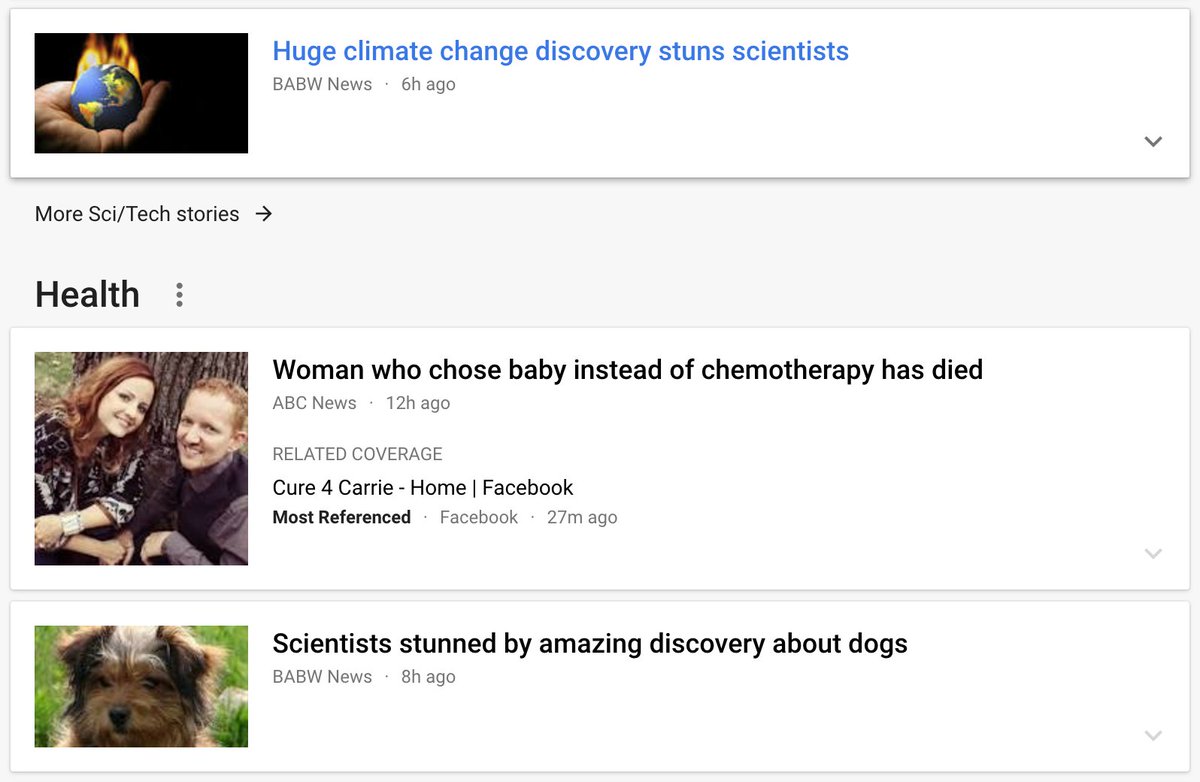 Huge climate change discovery stuns scientists
BABW News · 6h ago
More Sci/Tech stories →
Health
Woman who chose baby instead of chemotherapy has died
ABC News · 12h ago
RELATED COVERAGE
Cure 4 Carrie - Home | Facebook
Most Referenced · Facebook · 27m ago
Scientists stunned by amazing discovery about dogs
BABW News · 8h ago